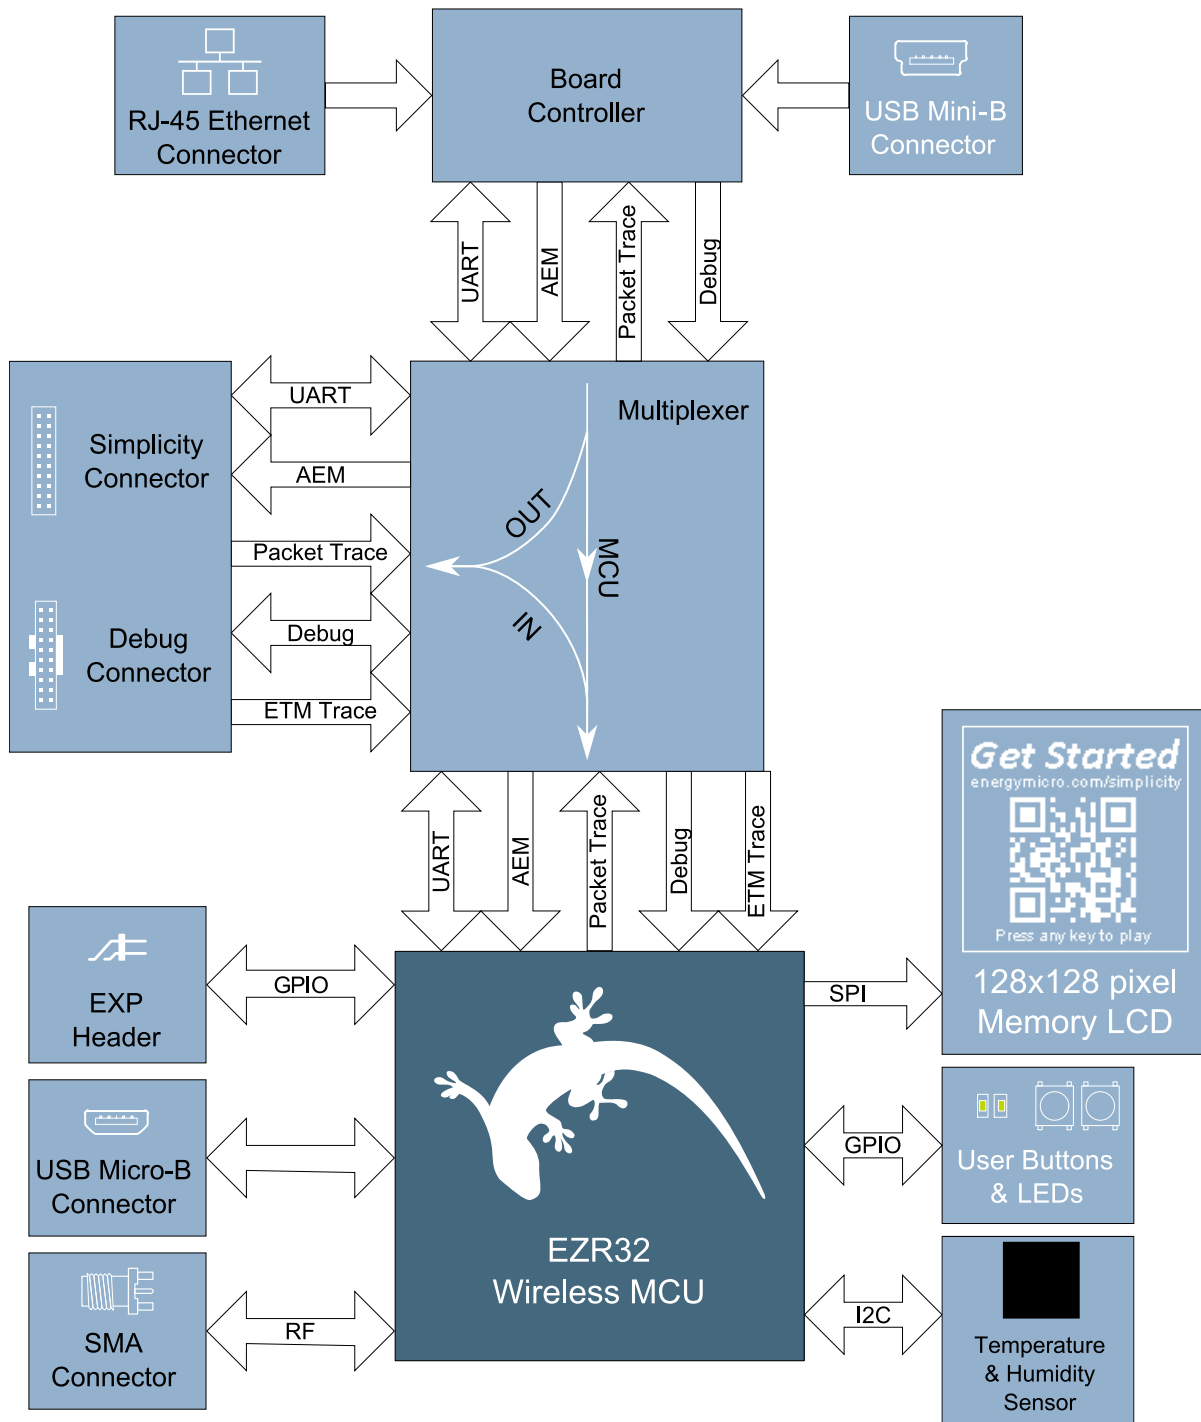 RJ-45 Ethernet
Connector
Board
Controller
USB Mini-B
Connector
UART
AEM
Packet Trace
Debug
Simplicity
Connector
Debug
Connector
UART
AEM
Packet Trace
Debug
ETM Trace
Multiplexer
OUT
MCU
IN
UART
AEM
Packet Trace
Debug
ETM Trace
Get Started
energymicro.com/simplicity
Press any key to play
128x128 pixel
Memory LCD
EXP
Header
GPIO
SPI
USB Micro-B
Connector
GPIO
User Buttons
& LEDs
EZR32
Wireless MCU
SMA
Connector
RF
I2C
Temperature
& Humidity
Sensor